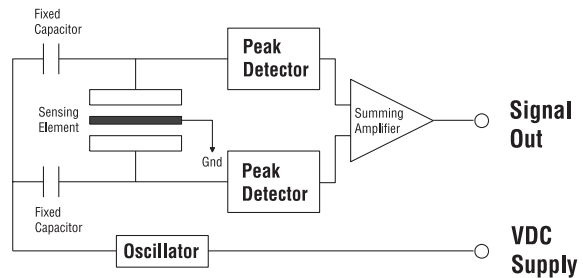 Fixed
Capacitor
Peak
Detector
Sensing
Element
Summing
Amplifier
Signal
Out
Gnd
Peak
Detector
Fixed
Capacitor
Oscillator
VDC
Supply